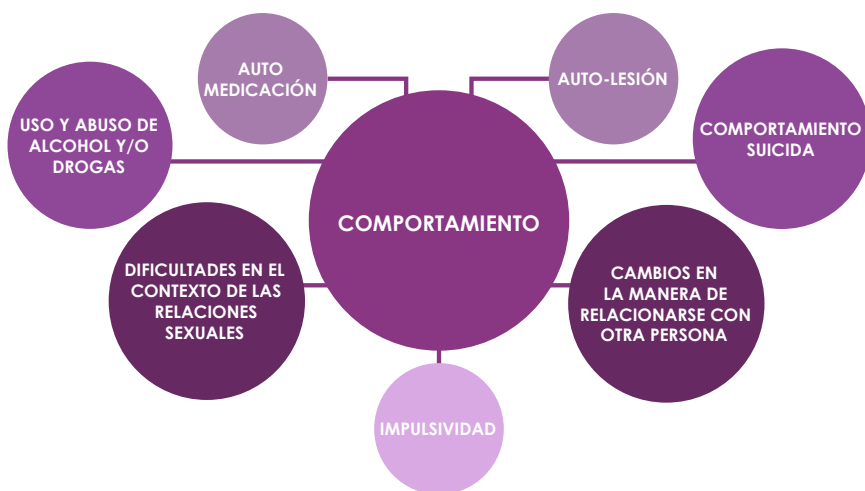 AUTO
MEDICACIÓN
AUTO-LESIÓN
USO Y ABUSO DE
ALCOHOL Y/O
DROGAS
COMPORTAMIENTO
SUICIDA
COMPORTAMIENTO
DIFICULTADES EN EL
CONTEXTO DE LAS
RELACIONES
SEXUALES
CAMBIOS EN
LA MANERA DE
RELACIONARSE CON
OTRA PERSONA
IMPULSIVIDAD